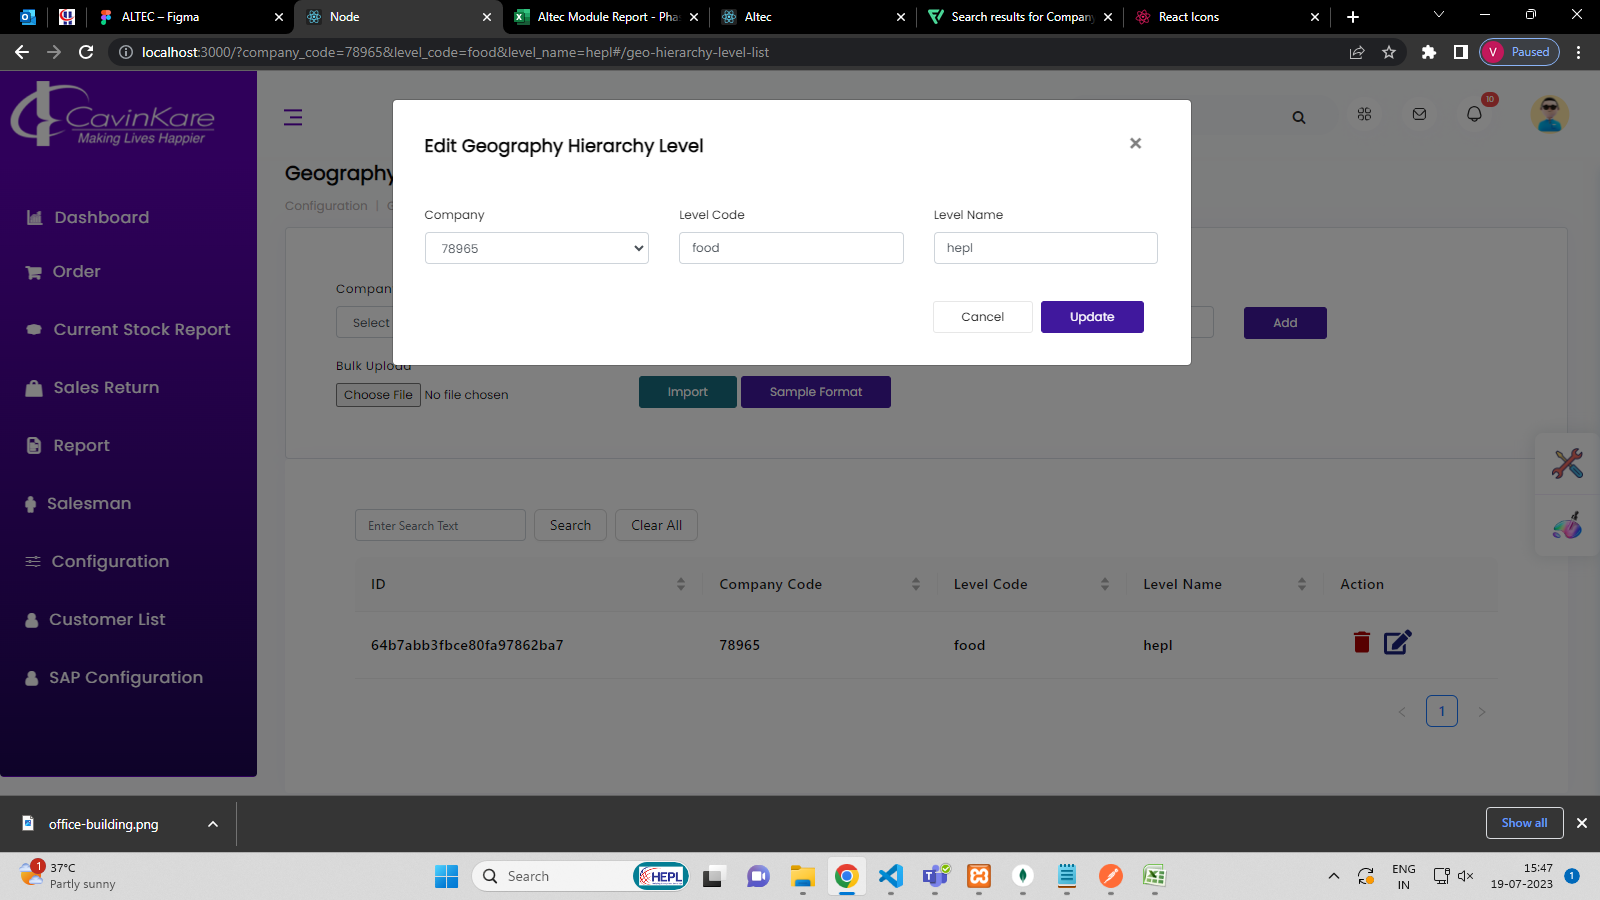 ALTEC – Figma
Node
Altec Module Report - Pha
Altec
Search results for Company
React Icons
localhost:3000/?company_code=78965&level_code=food&level_name=hepl#/geo-hierarchy-level-list
V Paused
CavinKare
Making Lives Happier
10
Edit Geography Hierarchy Level
Geography
Configuration |
Company Level Code Level Name
78965 food hepl
Cancel Update
Compan
Select
Add
Bulk Upload
Choose File No file chosen
Import Sample Format
Dashboard
Order
Current Stock Report
Sales Return
Report
Salesman
Configuration
Customer List
SAP Configuration
Enter Search Text Search Clear All
ID Company Code Level Code Level Name Action
64b7abb3fbce80fa97862ba7 78965 food hepl
< 1 >
office-building.png
Show all
1
37°C
Partly sunny
Search
HEPL
ENG
IN
15:47
19-07-2023
1